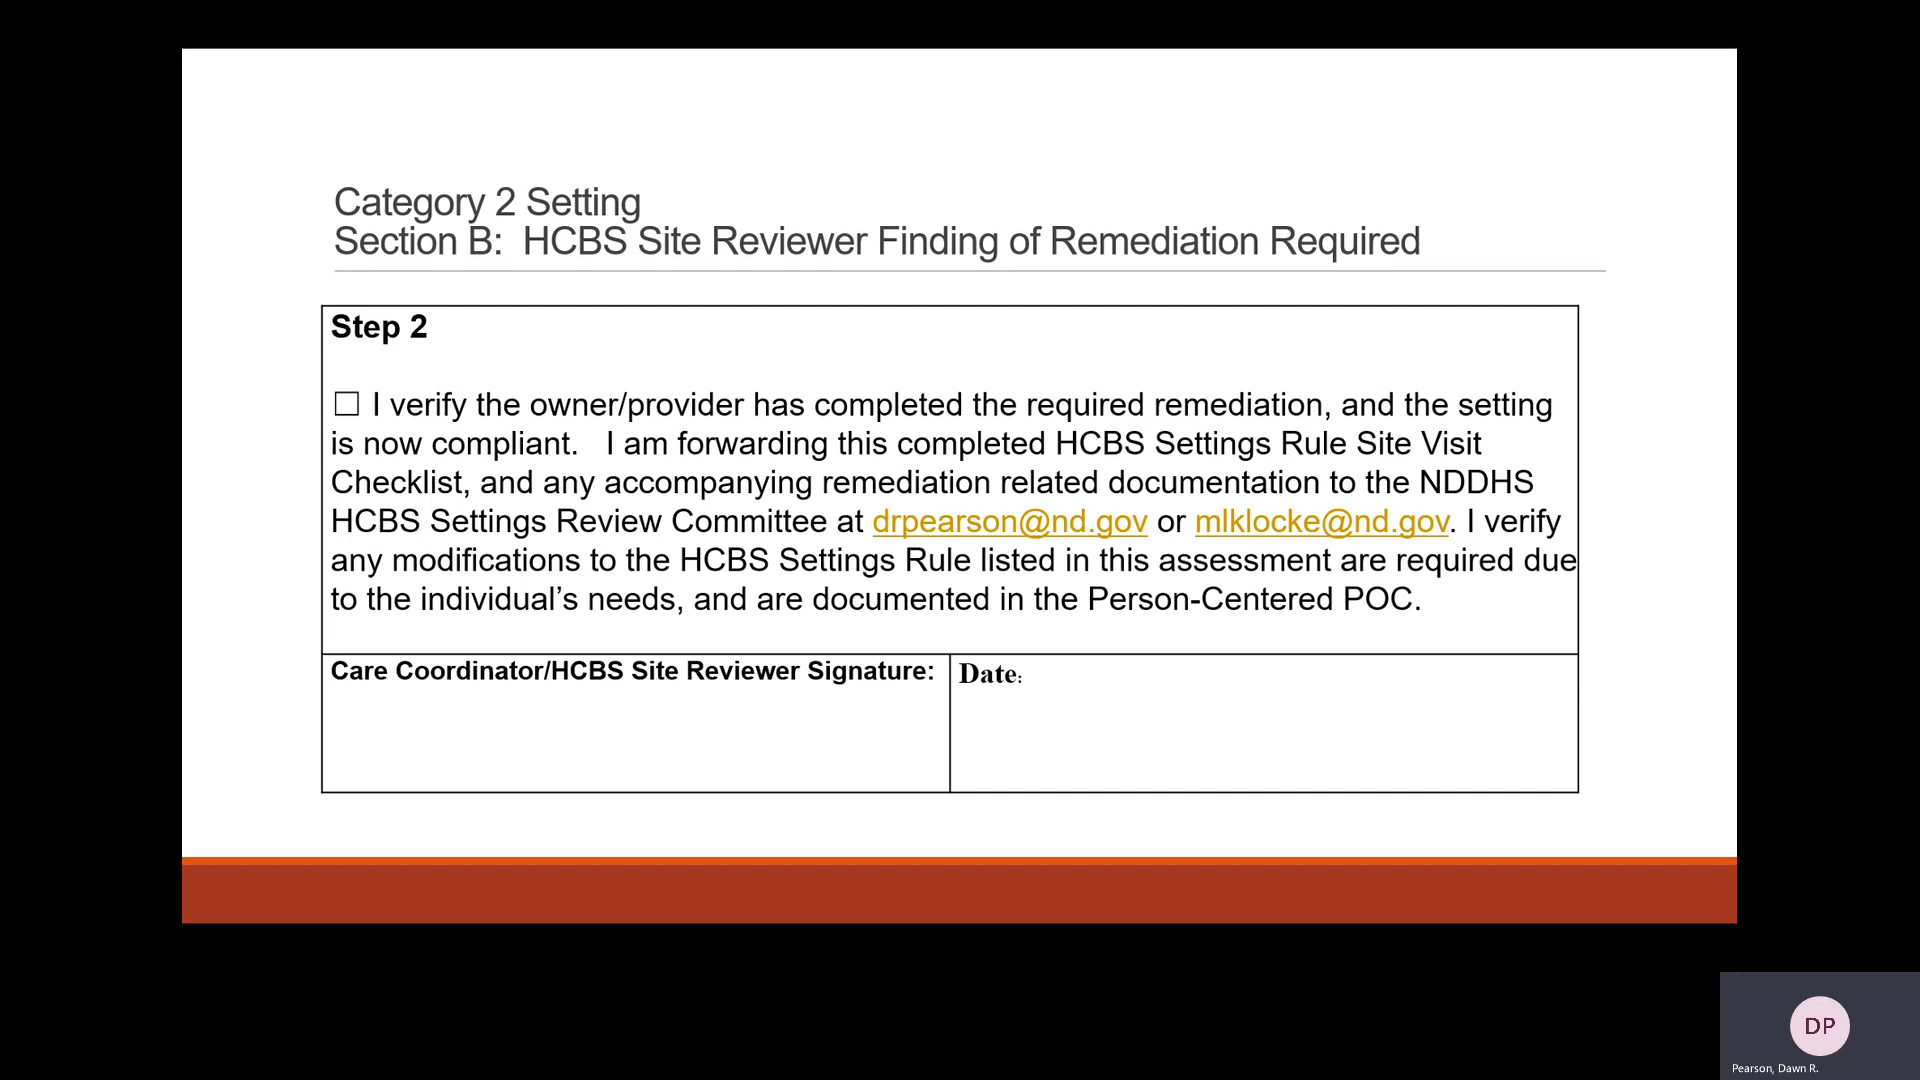 Category 2 Setting
Section B:  HCBS Site Reviewer Finding of Remediation Required
Step 2
☐ I verify the owner/provider has completed the required remediation, and the setting
is now compliant.   I am forwarding this completed HCBS Settings Rule Site Visit
Checklist, and any accompanying remediation related documentation to the NDDHS
HCBS Settings Review Committee at drpearson@nd.gov or mlklocke@nd.gov. I verify
any modifications to the HCBS Settings Rule listed in this assessment are required due
to the individual’s needs, and are documented in the Person-Centered POC.
Care Coordinator/HCBS Site Reviewer Signature:
Date:
DP
Pearson, Dawn R.